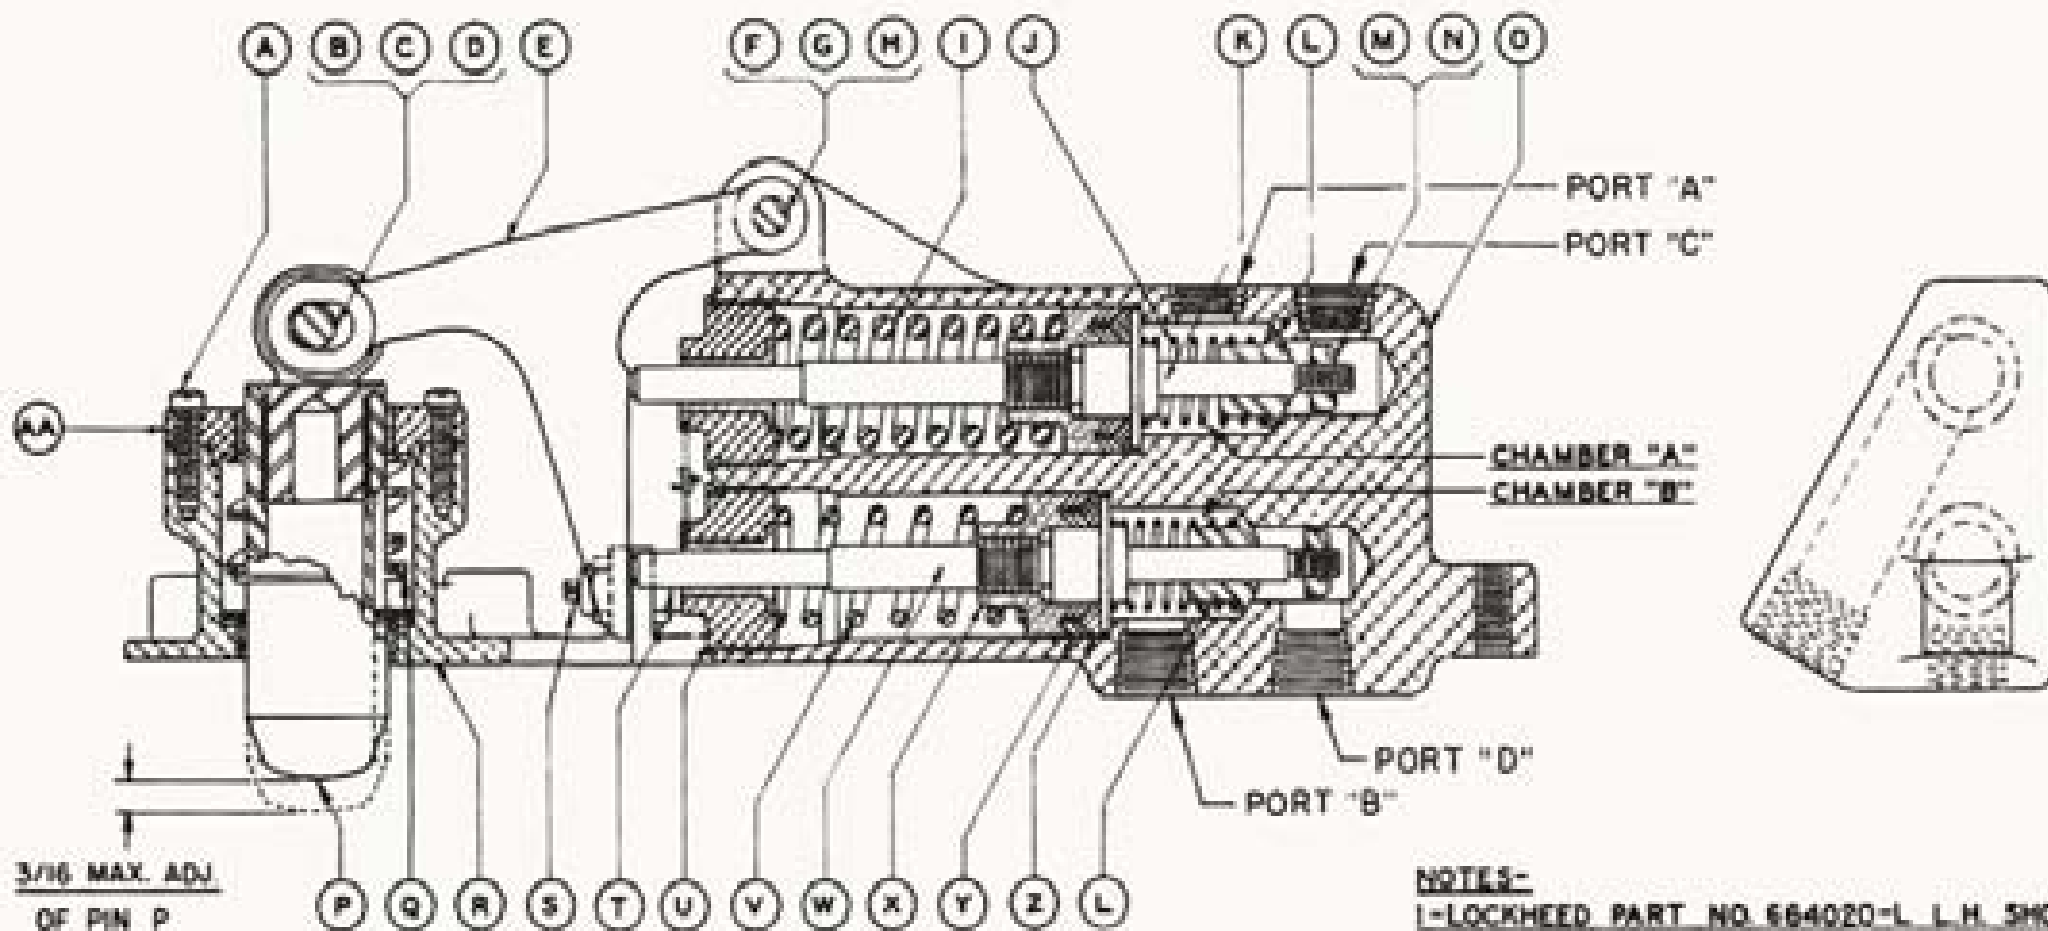 A B C D E F G H I J K L M N O
PORT "A"
PORT "C"
AA
CHAMBER "A"
CHAMBER "B"
PORT "D"
PORT "B"
3/16 MAX. ADJ.
OF PIN P
P Q R S T U V W X Y Z L
NOTES-
1-LOCKHEED PART NO. 664020-L L.H.